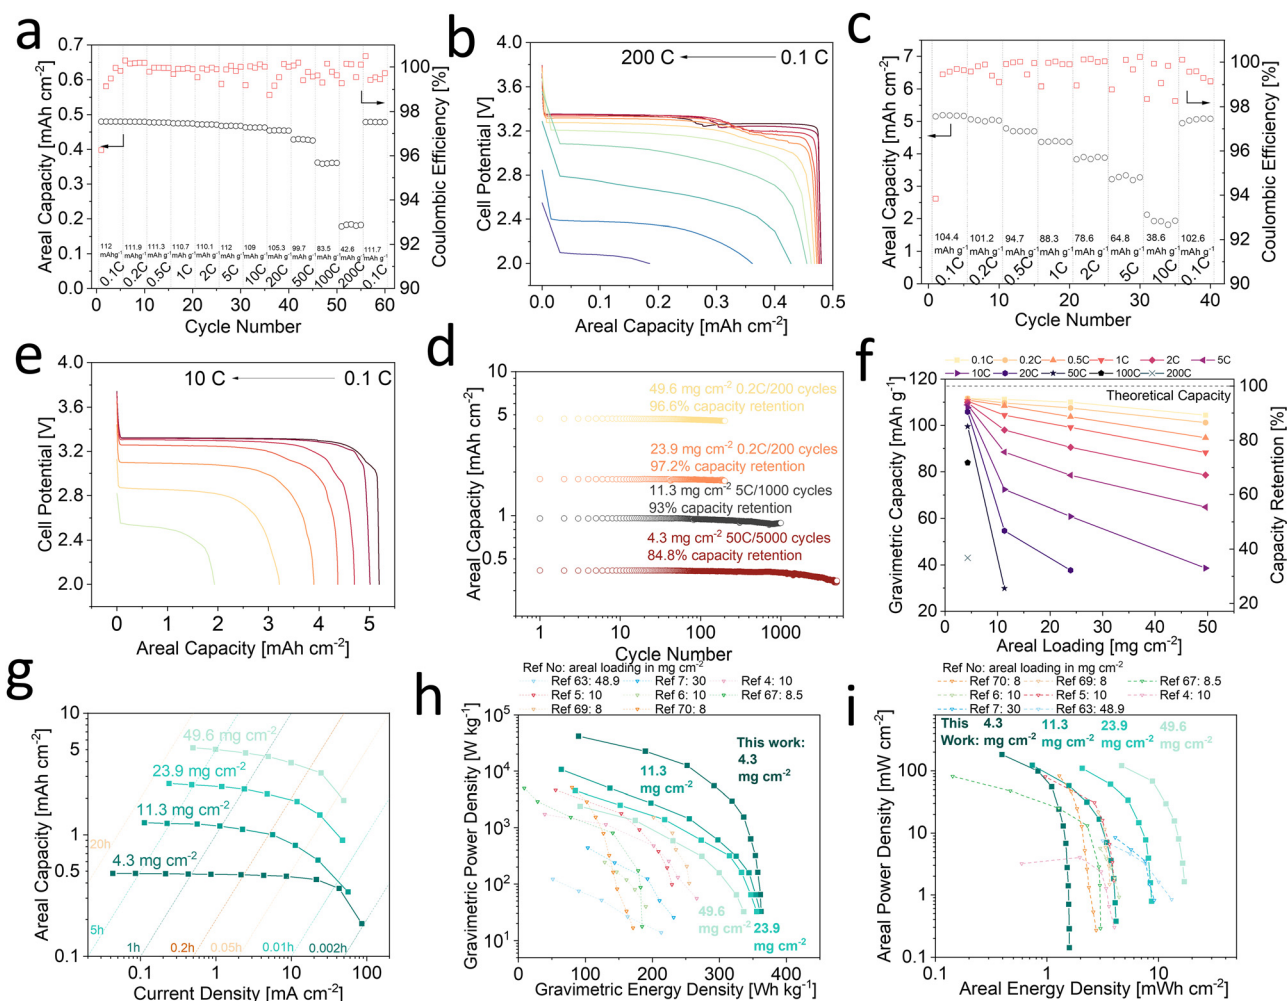 a
Areal Capacity [mAh cm-2]
0.7
0.6
0.5
0.4
0.3
0.2
0.1
0.0
100
98
96
94
92
90
Coulombic Efficiency [%]
112 mAhg-1
111.9 mAh g-1
111.3 mAh g-1
110.7 mAh g-1
110.1 mAh g-1
112 mAh g-1
109 mAh g-1
105.3 mAh g-1
99.7 mAh g-1
83.5 mAh g-1
42.6 mAh g-1
111.7 mAh g-1
0.1C 0.2C 0.5C 1C 2C 5C 10C 20C 50C 100C 200C 0.1C
0 10 20 30 40 50 60
Cycle Number
b
Cell Potential [V]
4.0
3.6
3.2
2.8
2.4
2.0
200 C
0.1 C
0.0 0.1 0.2 0.3 0.4 0.5
Areal Capacity [mAh cm-2]
c
Areal Capacity [mAh cm-2]
7
6
5
4
3
2
1
0
100
98
96
94
92
90
Coulombic Efficiency [%]
104.4 mAh g-1
101.2 mAh g-1
94.7 mAh g-1
88.3 mAh g-1
78.6 mAh g-1
64.8 mAh g-1
38.6 mAh g-1
102.6 mAh g-1
0.1C 0.2C 0.5C 1C 2C 5C 10C 0.1C
0 10 20 30 40
Cycle Number
e
Cell Potential [V]
4.0
3.6
3.2
2.8
2.4
2.0
10 C
0.1 C
0 1 2 3 4 5
Areal Capacity [mAh cm-2]
d
Areal Capacity [mAh cm-2]
10
5
1
0.5
49.6 mg cm-2 0.2C/200 cycles
96.6% capacity retention
23.9 mg cm-2 0.2C/200 cycles
97.2% capacity retention
11.3 mg cm-2 5C/1000 cycles
93% capacity retention
4.3 mg cm-2 50C/5000 cycles
84.8% capacity retention
1 10 100 1000
Cycle Number
f
0.1C 0.2C 0.5C 1C 2C 5C
10C 20C 50C 100C 200C
Gravimetric Capacity [mAh g-1]
120
100
80
60
40
20
Theoretical Capacity
100
80
60
40
20
Capacity Retention [%]
0 10 20 30 40 50
Areal Loading [mg cm-2]
g
Areal Capacity [mAh cm-2]
10
5
1
0.5
0.1
49.6 mg cm-2
23.9 mg cm-2
11.3 mg cm-2
4.3 mg cm-2
20h
5h
1h
0.2h
0.05h
0.01h
0.002h
0.1 1 10 100
Current Density [mA cm-2]
h
Ref No: areal loading in mg cm-2
Ref 63: 48.9 Ref 7: 30 Ref 4: 10
Ref 5: 10 Ref 6: 10 Ref 67: 8.5
Ref 69: 8 Ref 70: 8
Gravimetric Power Density [W kg-1]
10^5
10^4
10^3
10^2
10^1
This work:
4.3
mg cm-2
11.3
mg cm-2
49.6
mg cm-2
23.9
mg cm-2
0 100 200 300 400
Gravimetric Energy Density [Wh kg-1]
i
Ref No: areal loading in mg cm-2
Ref 70: 8 Ref 69: 8 Ref 67: 8.5
Ref 6: 10 Ref 5: 10 Ref 4: 10
Ref 7: 30 Ref 63: 48.9
Areal Power Density [mW cm-2]
100
10
1
0.1
This Work:
4.3 mg cm-2
11.3 mg cm-2
23.9 mg cm-2
49.6 mg cm-2
0.1 1 10
Areal Energy Density [mWh cm-2]